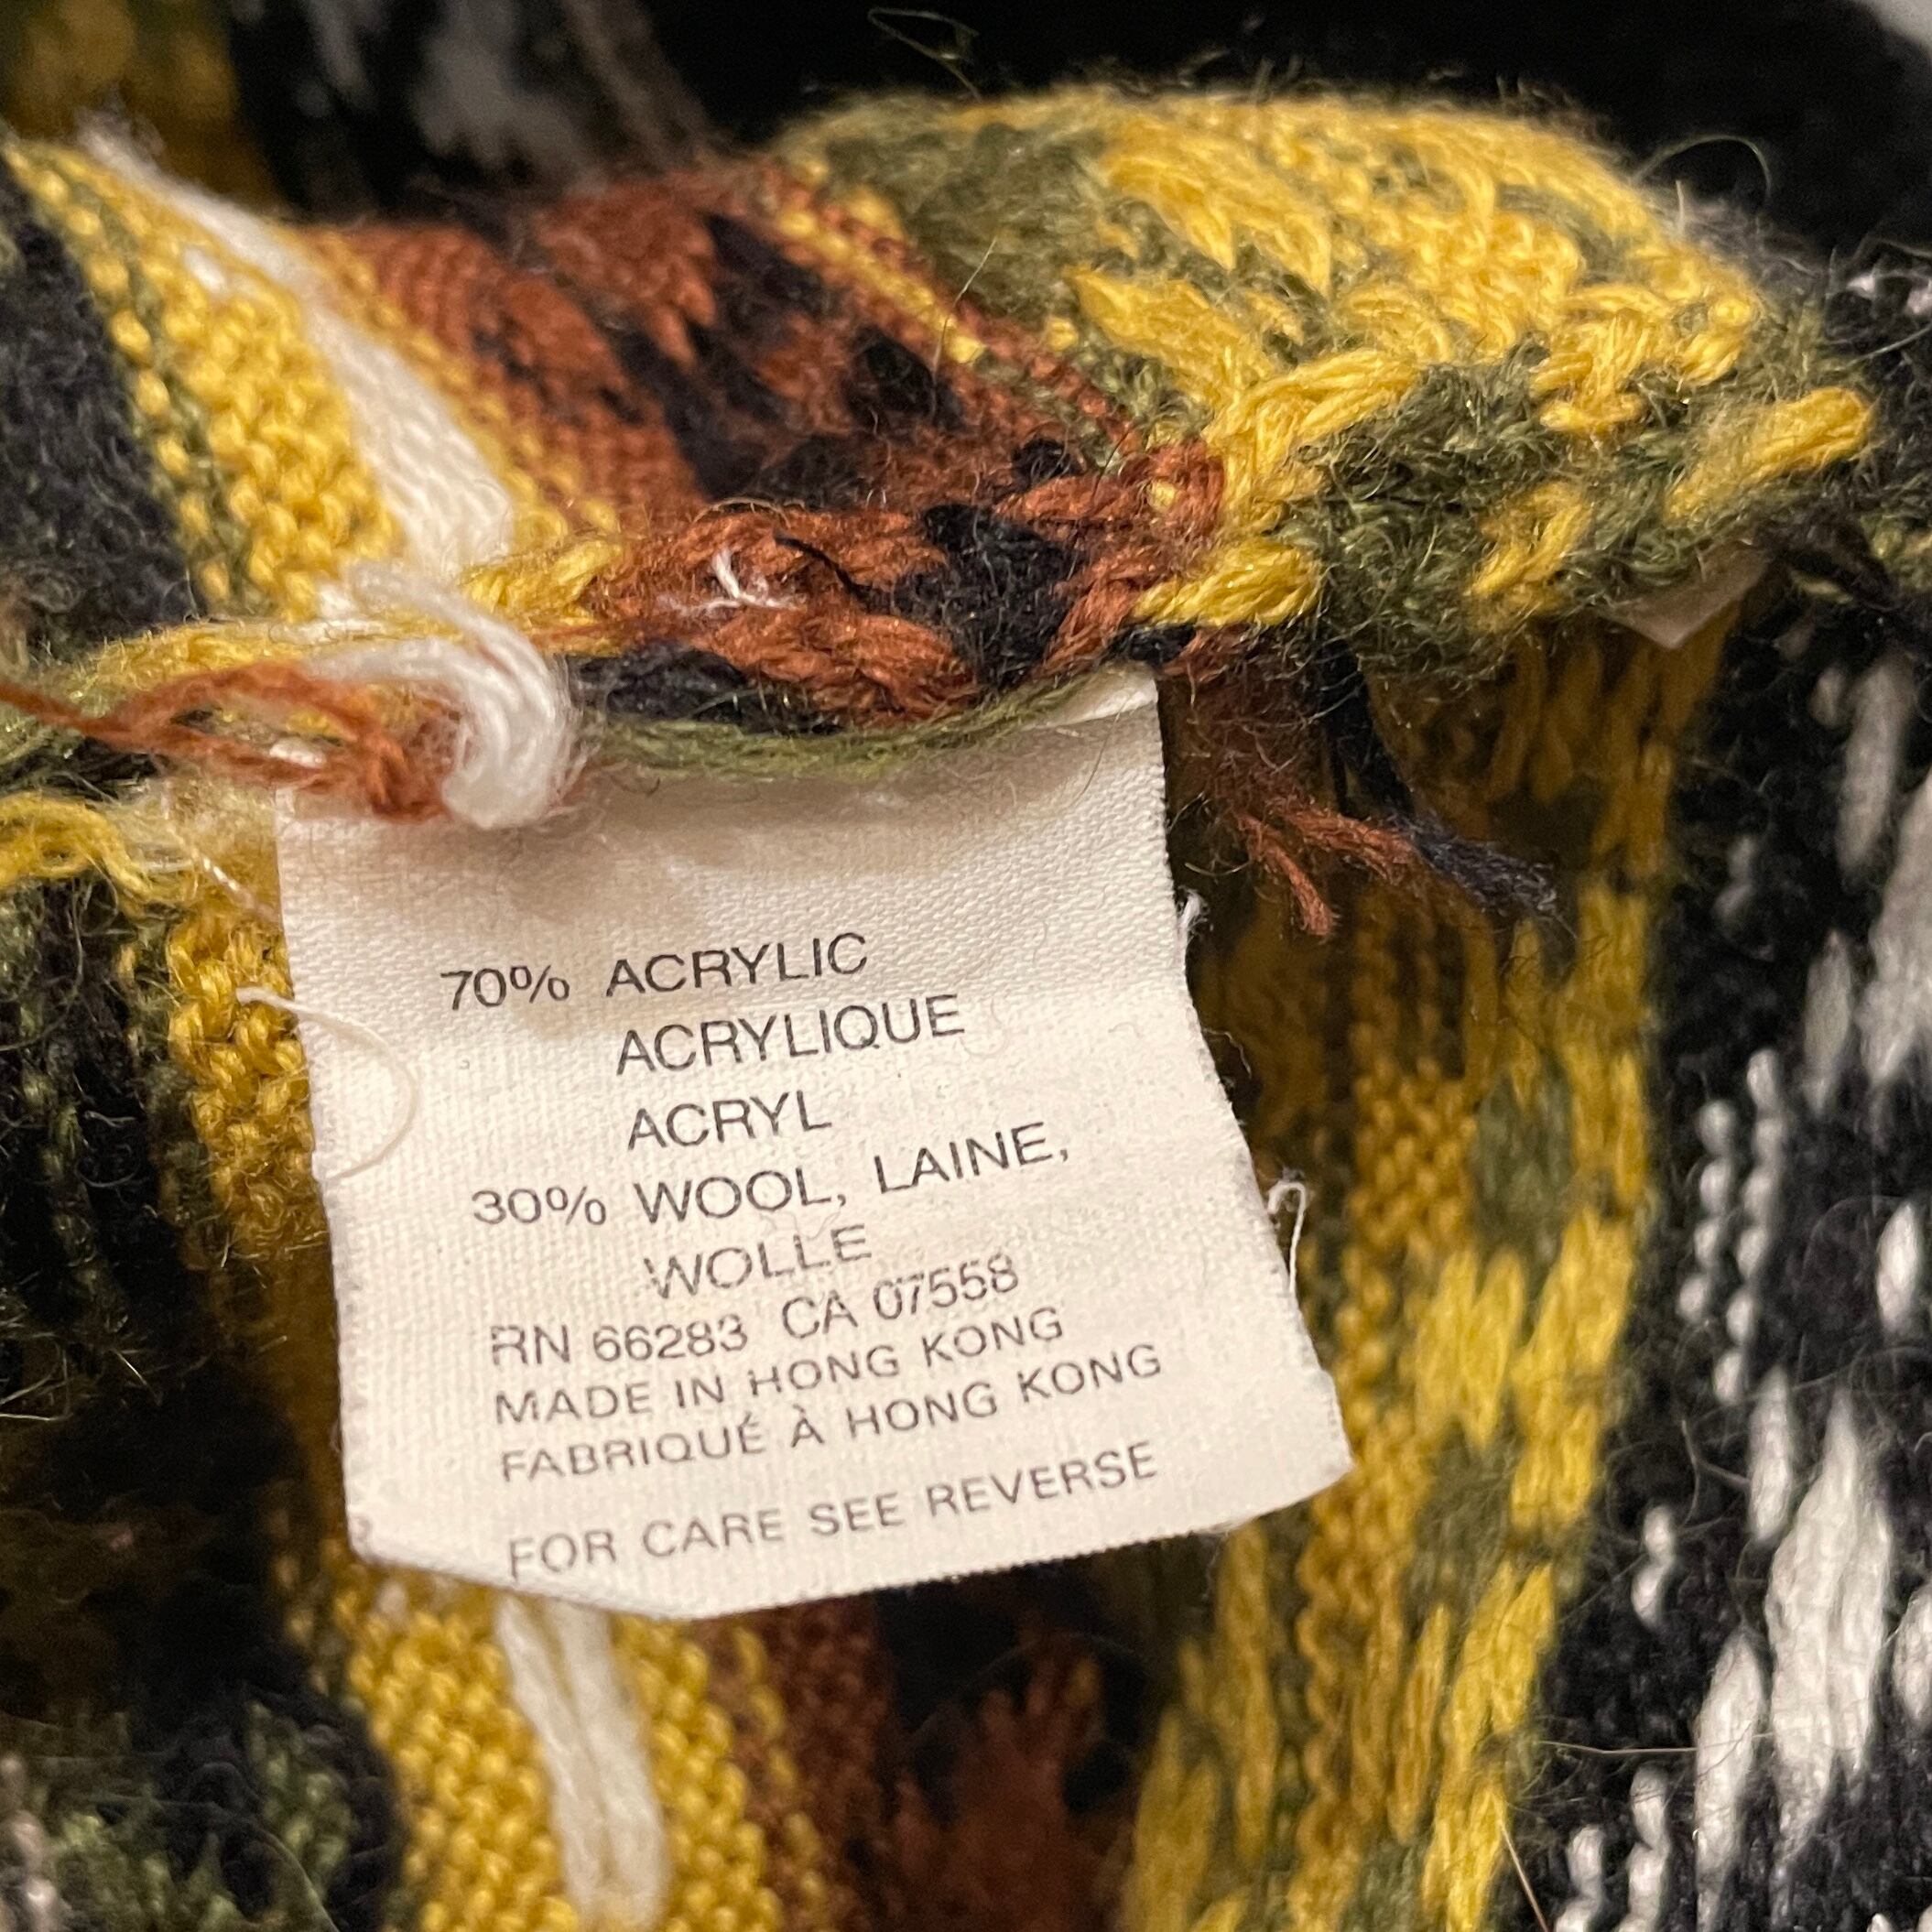 70% ACRYLIC
ACRYLIQUE
ACRYL
30% WOOL, LAINE,
WOLLE
RN 66283 CA 07558
MADE IN HONG KONG
FABRIQUÉ À HONG KONG
FOR CARE SEE REVERSE